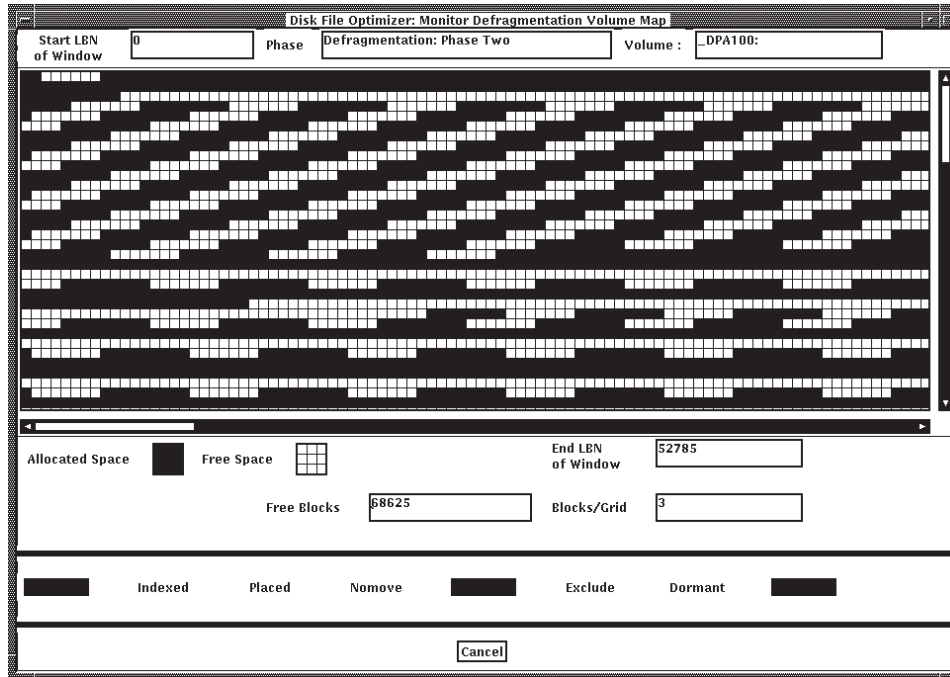 Disk File Optimizer: Monitor Defragmentation Volume Map
Start LBN of Window
0
Phase
Defragmentation: Phase Two
Volume :
_DPA100:
Allocated Space
Free Space
End LBN of Window
52785
Free Blocks
68625
Blocks/Grid
3
Indexed
Placed
Nomove
Exclude
Dormant
Cancel